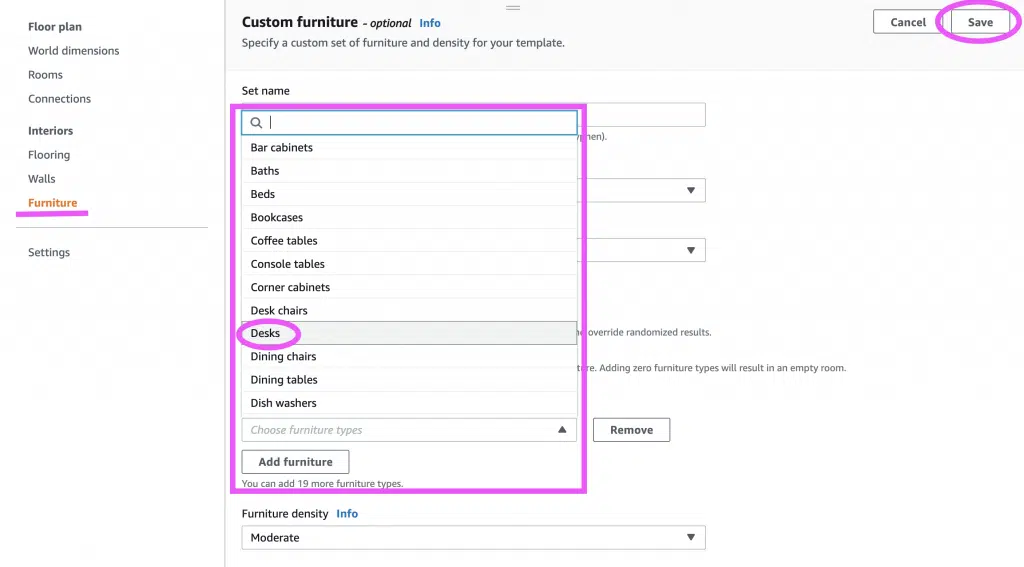 Floor plan
World dimensions
Rooms
Connections
Interiors
Flooring
Walls
Furniture
Settings
Custom furniture - optional Info
Specify a custom set of furniture and density for your template.
Cancel
Save
Set name
Bar cabinets
Baths
Beds
Bookcases
Coffee tables
Console tables
Corner cabinets
Desk chairs
override randomized results.
Desks
Dining chairs
Adding zero furniture types will result in an empty room.
Dining tables
Dish washers
Choose furniture types
Remove
Add furniture
You can add 19 more furniture types.
Furniture density Info
Moderate